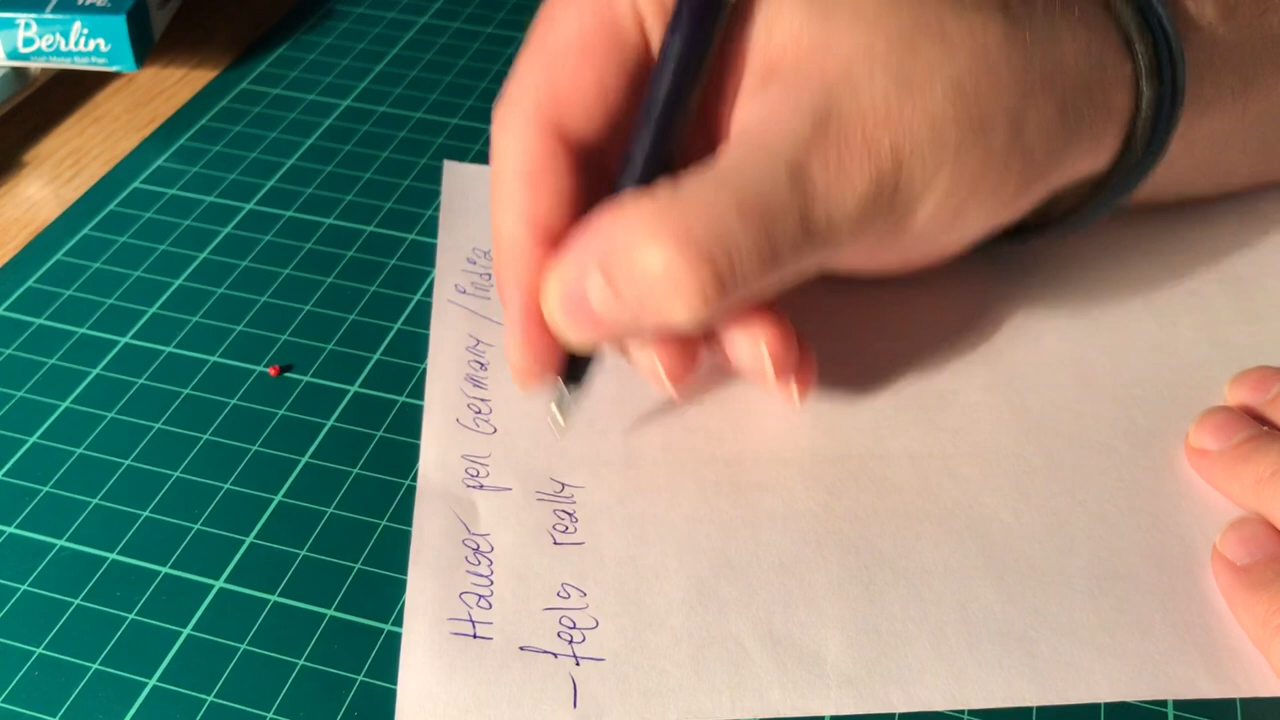 Berlin
Hauser pen Germany / India
– feels really